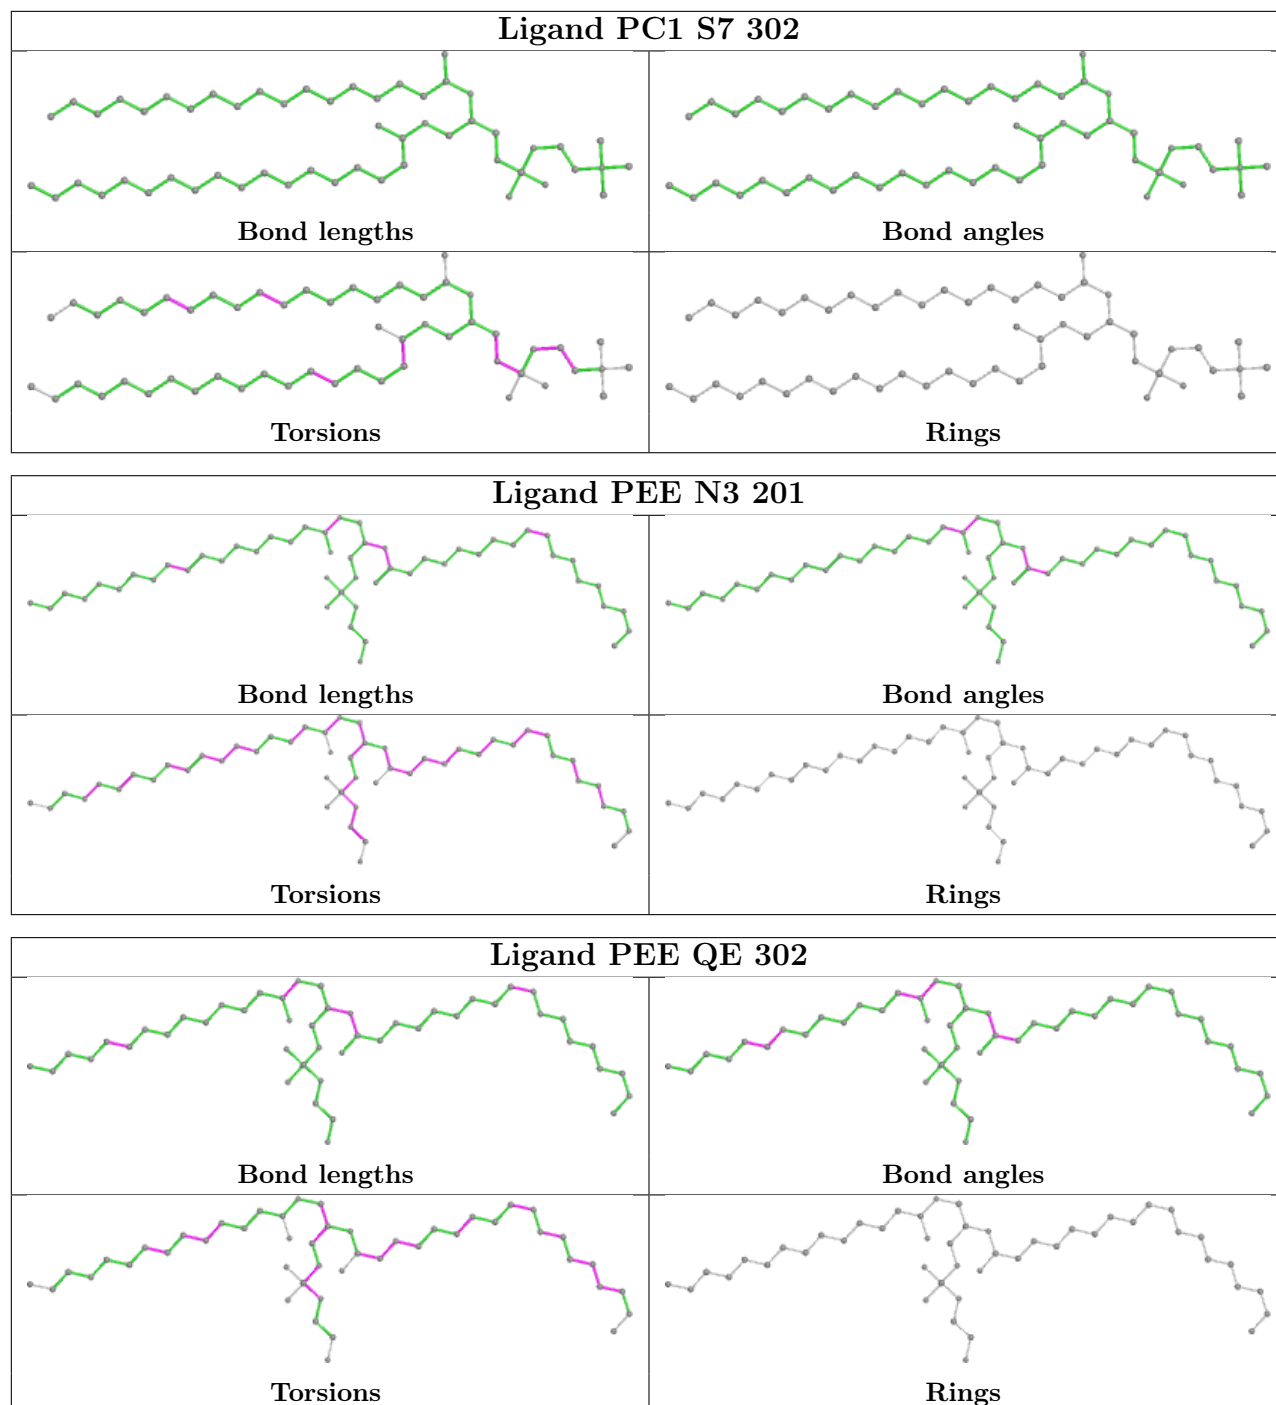 Ligand PC1 S7 302
Bond lengths
Bond angles
Torsions
Rings
Ligand PEE N3 201
Bond lengths
Bond angles
Torsions
Rings
Ligand PEE QE 302
Bond lengths
Bond angles
Torsions
Rings